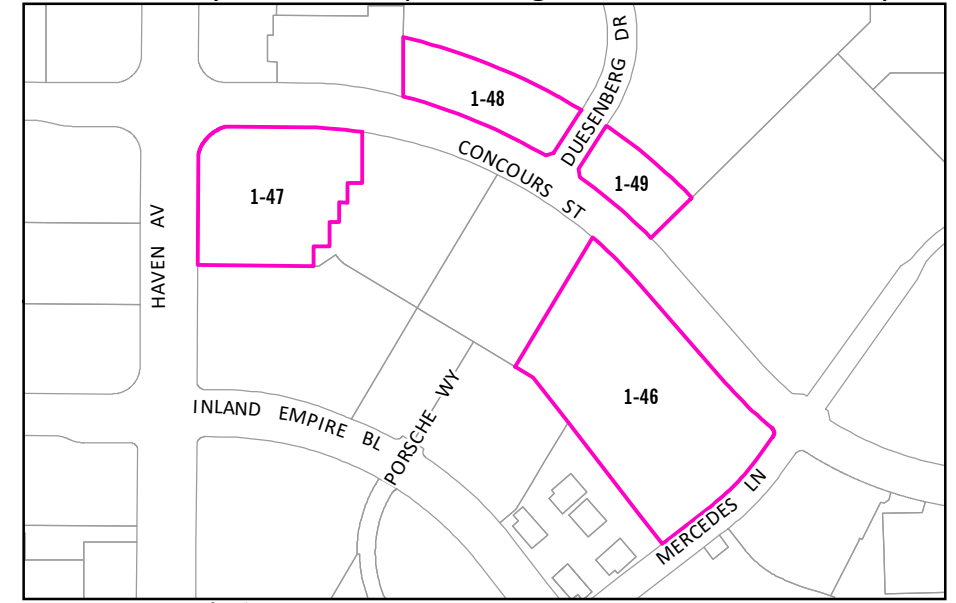 DUESENBERG DR
1-48
CONCOURS ST
1-49
1-47
HAVEN AV
1-46
INLAND EMPIRE BL
PORSCHE WY
MERCEDES LN